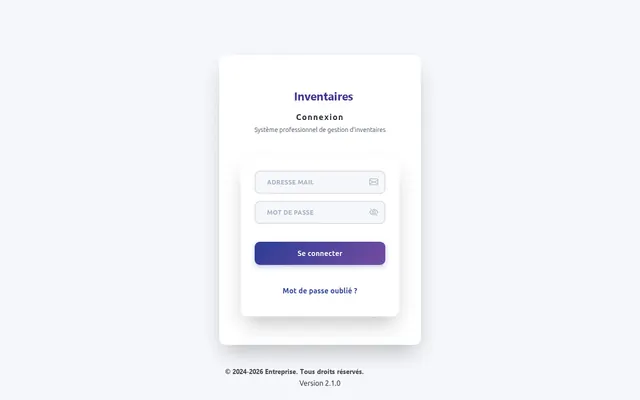 Inventaires
Connexion
Système professionnel de gestion d'inventaires
ADRESSE MAIL
MOT DE PASSE
Se connecter
Mot de passe oublié ?
© 2024-2026 Entreprise. Tous droits réservés.
Version 2.1.0